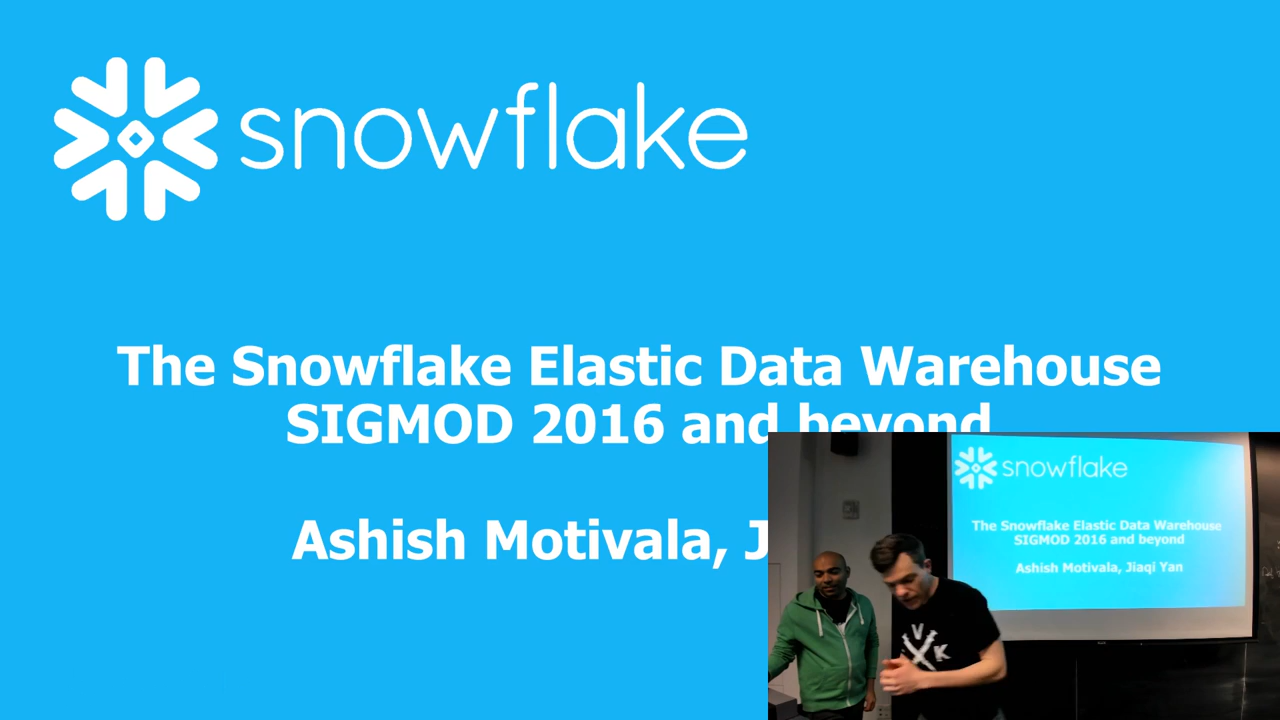 snowflake
The Snowflake Elastic Data Warehouse
SIGMOD 2016 and beyond
Ashish Motivala, J
snowflake
The Snowflake Elastic Data Warehouse
SIGMOD 2016 and beyond
Ashish Motivala, Jiaqi Yan
V
K